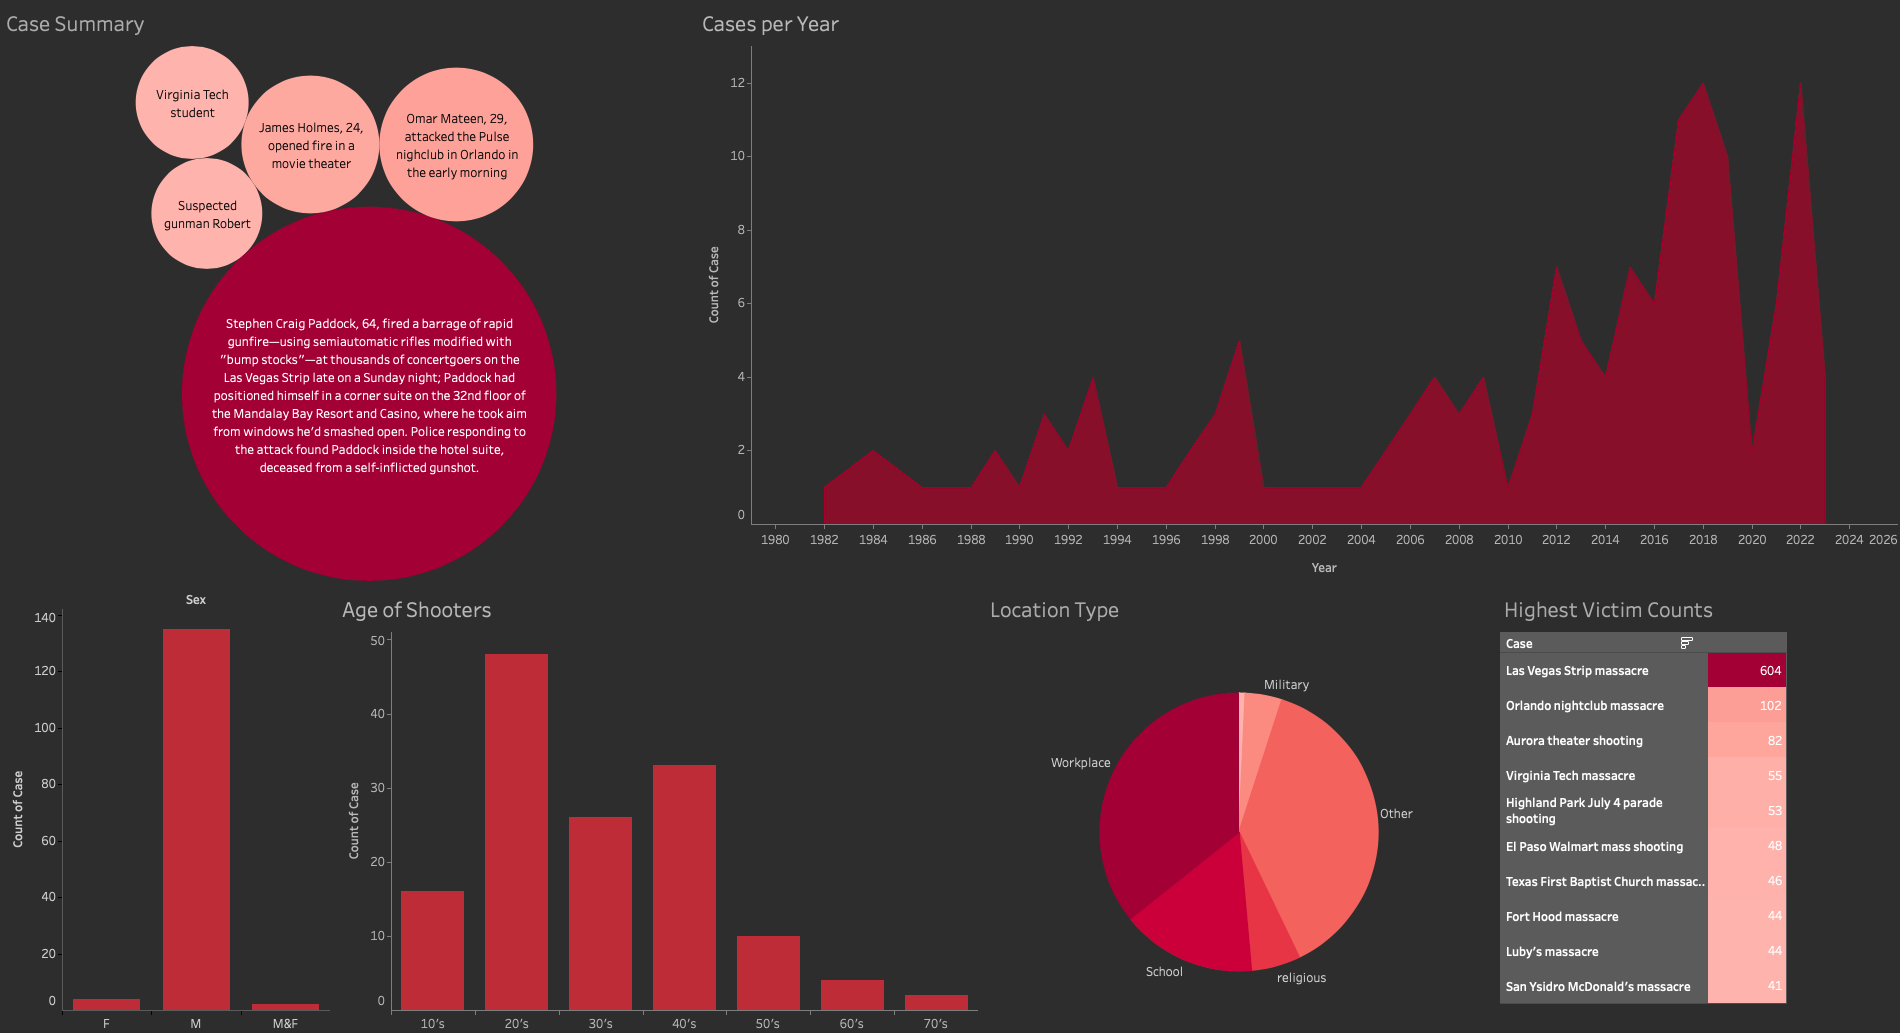 Case Summary
Virginia Tech
student
James Holmes, 24,
opened fire in a
movie theater
Omar Mateen, 29,
attacked the Pulse
nighclub in Orlando in
the early morning
Suspected
gunman Robert
Stephen Craig Paddock, 64, fired a barrage of rapid
gunfire—using semiautomatic rifles modified with
"bump stocks"—at thousands of concertgoers on the
Las Vegas Strip late on a Sunday night; Paddock had
positioned himself in a corner suite on the 32nd floor of
the Mandalay Bay Resort and Casino, where he took aim
from windows he'd smashed open. Police responding to
the attack found Paddock inside the hotel suite,
deceased from a self-inflicted gunshot.
Cases per Year
Count of Case
12
10
8
6
4
2
0
1980 1982 1984 1986 1988 1990 1992 1994 1996 1998 2000 2002 2004 2006 2008 2010 2012 2014 2016 2018 2020 2022 2024 2026
Year
Sex
Count of Case
140
120
100
80
60
40
20
0
F M M&F
Age of Shooters
Count of Case
50
40
30
20
10
0
10's 20's 30's 40's 50's 60's 70's
Location Type
Military
Workplace
Other
School
religious
Highest Victim Counts
Case
Las Vegas Strip massacre 604
Orlando nightclub massacre 102
Aurora theater shooting 82
Virginia Tech massacre 55
Highland Park July 4 parade
shooting 53
El Paso Walmart mass shooting 48
Texas First Baptist Church massac.. 46
Fort Hood massacre 44
Luby's massacre 44
San Ysidro McDonald's massacre 41